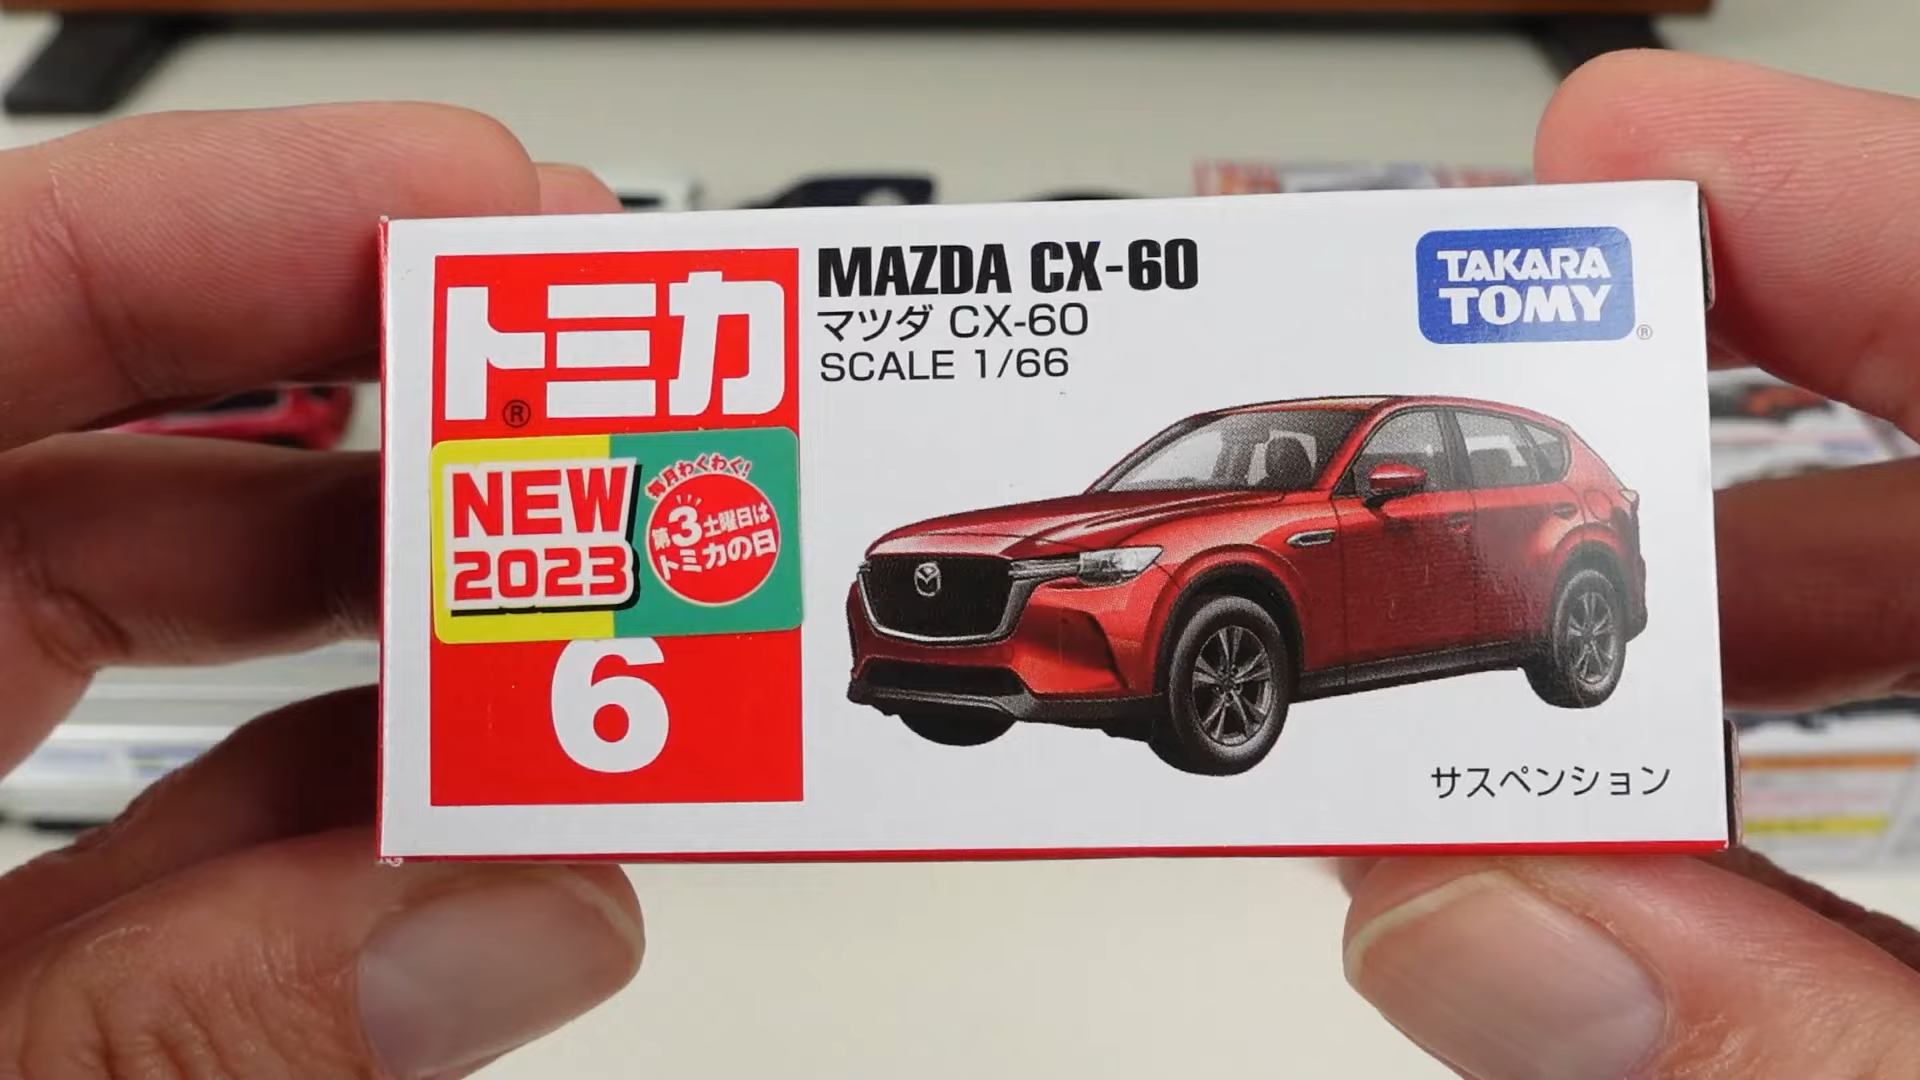 トミカ
®
NEW
2023
毎月わくわく!
第3土曜日は
トミカの日
6
MAZDA CX-60
マツダ CX-60
SCALE 1/66
TAKARA
TOMY
®
サスペンション